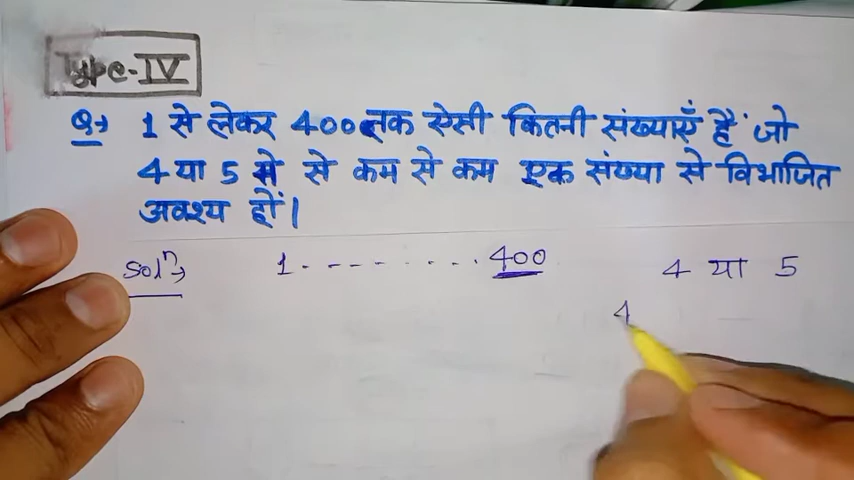 Type-IV
Q→ 1 से लेकर 400 तक ऐसी कितनी संख्याएँ हैं जो
4 या 5 में से कम से कम एक संख्या से विभाजित
अवश्य हों।
Solⁿ→ 1. - - - - . . . . . 400 4 या 5
4